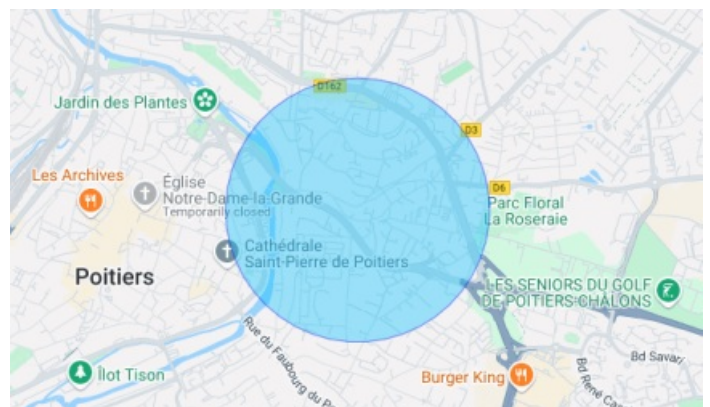 D162
Jardin des Plantes
D3
Les Archives
Église
Notre-Dame-la-Grande
Temporarily closed
D6
Parc Floral
La Roseraie
Cathédrale
Saint-Pierre de Poitiers
Poitiers
LES SENIORS DU GOLF
DE POITIERS-CHALONS
Rue du Faubourg du
Bd Savari
Îlot Tison
Burger King
Bd René